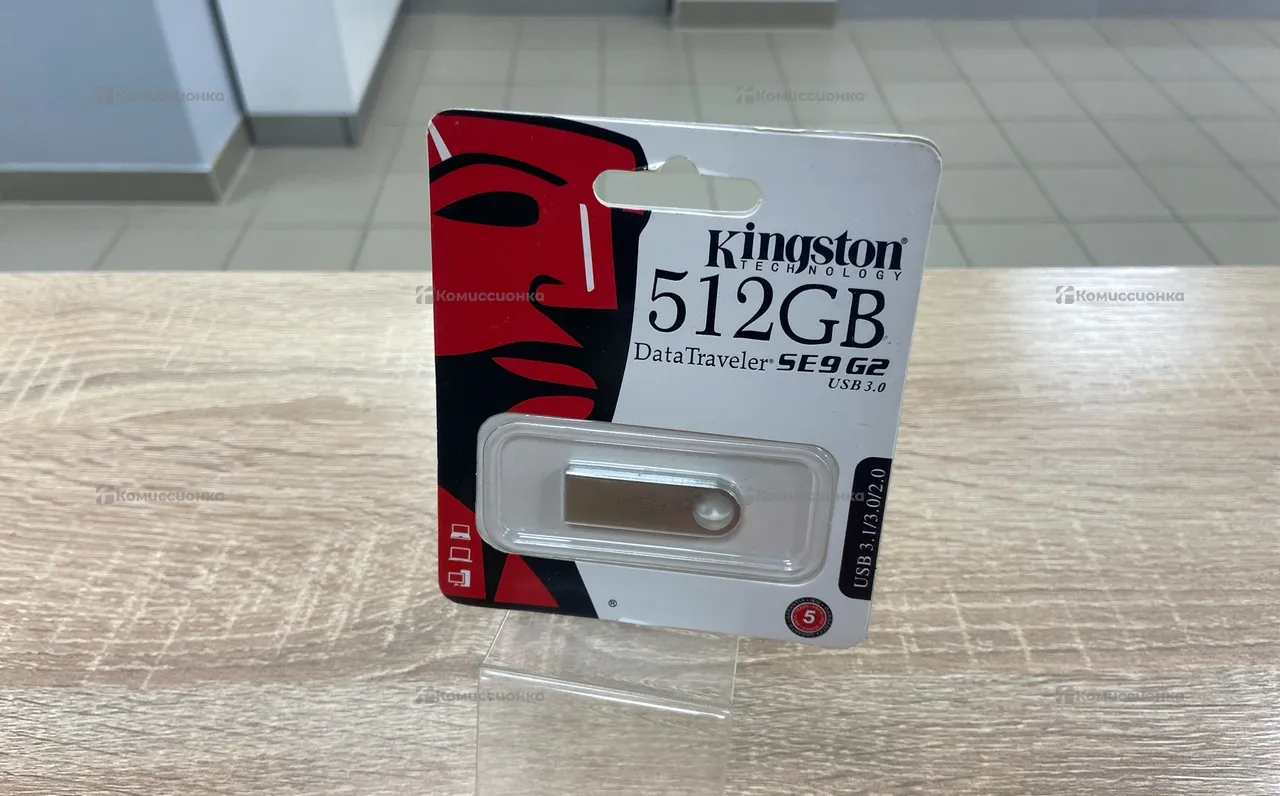 Комиссионка
Комиссионка
Kingston®
TECHNOLOGY
512GB
DataTraveler® SE9 G2
USB 3.0
Комиссионка
Комиссионка
Комиссионка
Комиссионка
USB 3.1/3.0/2.0
®
5
Комиссионка
Комиссионка